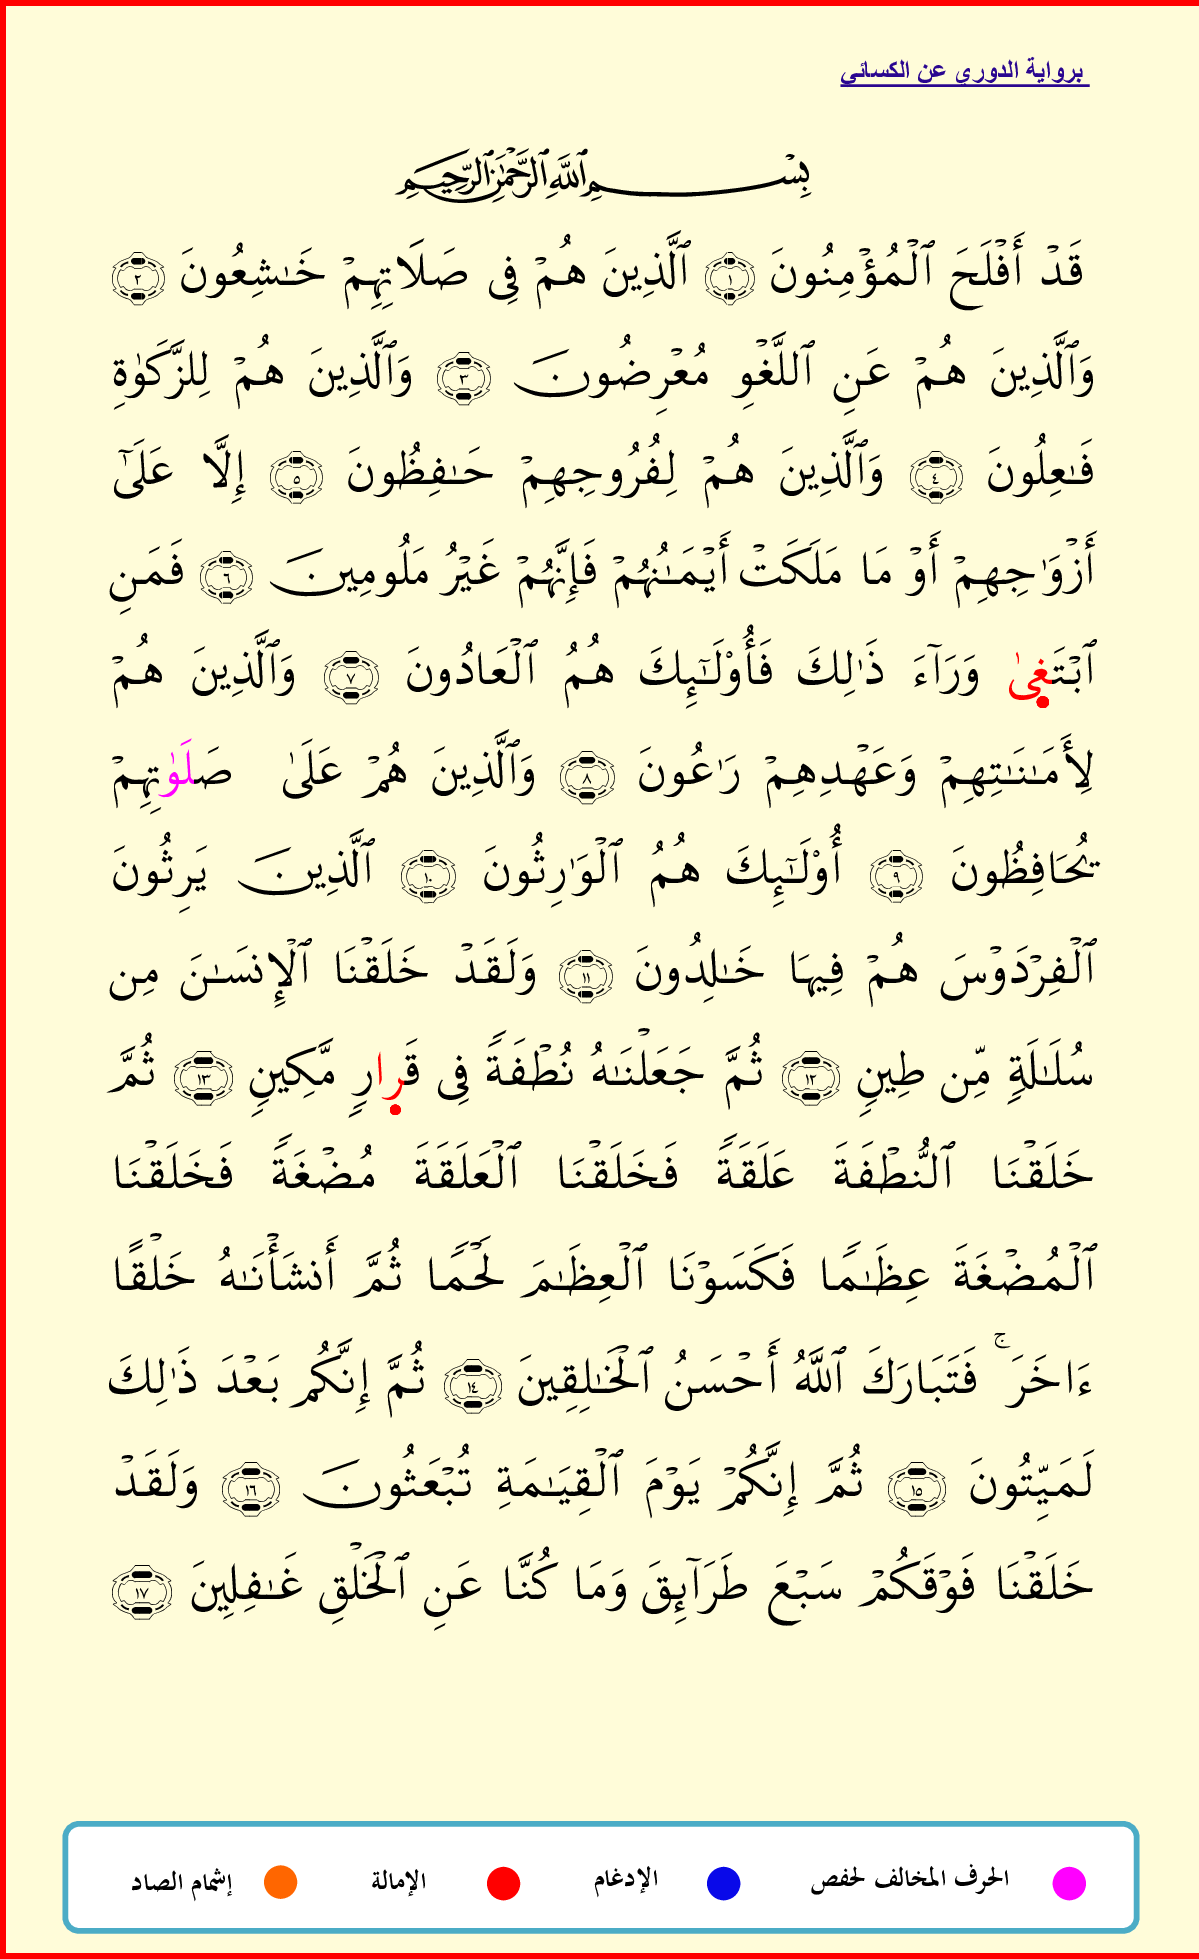 برواية الدوري عن الكسائي
بِسْمِ ٱللَّهِ ٱلرَّحْمَٰنِ ٱلرَّحِيمِ
قَدْ أَفْلَحَ ٱلْمُؤْمِنُونَ ١ ٱلَّذِينَ هُمْ فِى صَلَاتِهِمْ خَـٰشِعُونَ ٢
وَٱلَّذِينَ هُمْ عَنِ ٱللَّغْوِ مُعْرِضُونَ ٣ وَٱلَّذِينَ هُمْ لِلزَّكَوٰةِ
فَـٰعِلُونَ ٤ وَٱلَّذِينَ هُمْ لِفُرُوجِهِمْ حَـٰفِظُونَ ٥ إِلَّا عَلَىٰٓ
أَزْوَٰجِهِمْ أَوْ مَا مَلَكَتْ أَيْمَـٰنُهُمْ فَإِنَّهُمْ غَيْرُ مَلُومِينَ ٦ فَمَنِ
ٱبْتَغِىٰ وَرَآءَ ذَٰلِكَ فَأُوْلَـٰٓئِكَ هُمُ ٱلْعَادُونَ ٧ وَٱلَّذِينَ هُمْ
لِأَمَـٰنَـٰتِهِمْ وَعَهْدِهِمْ رَٰعُونَ ٨ وَٱلَّذِينَ هُمْ عَلَىٰ صَلَوٰتِهِمْ
يُحَافِظُونَ ٩ أُوْلَـٰٓئِكَ هُمُ ٱلْوَٰرِثُونَ ١٠ ٱلَّذِينَ يَرِثُونَ
ٱلْفِرْدَوْسَ هُمْ فِيهَا خَـٰلِدُونَ ١١ وَلَقَدْ خَلَقْنَا ٱلْإِنسَـٰنَ مِن
سُلَـٰلَةٍ مِّن طِينٍ ١٢ ثُمَّ جَعَلْنَـٰهُ نُطْفَةً فِى قَرِارٍ مَّكِينٍ ١٣ ثُمَّ
خَلَقْنَا ٱلنُّطْفَةَ عَلَقَةً فَخَلَقْنَا ٱلْعَلَقَةَ مُضْغَةً فَخَلَقْنَا
ٱلْمُضْغَةَ عِظَـٰمًا فَكَسَوْنَا ٱلْعِظَـٰمَ لَحْمًا ثُمَّ أَنشَأْنَـٰهُ خَلْقًا
ءَاخَرَ ۚ فَتَبَارَكَ ٱللَّهُ أَحْسَنُ ٱلْخَـٰلِقِينَ ١٤ ثُمَّ إِنَّكُم بَعْدَ ذَٰلِكَ
لَمَيِّتُونَ ١٥ ثُمَّ إِنَّكُمْ يَوْمَ ٱلْقِيَـٰمَةِ تُبْعَثُونَ ١٦ وَلَقَدْ
خَلَقْنَا فَوْقَكُمْ سَبْعَ طَرَآئِقَ وَمَا كُنَّا عَنِ ٱلْخَلْقِ غَـٰفِلِينَ ١٧
الحرف المخالف لحفص الإدغام الإمالة إشمام الصاد